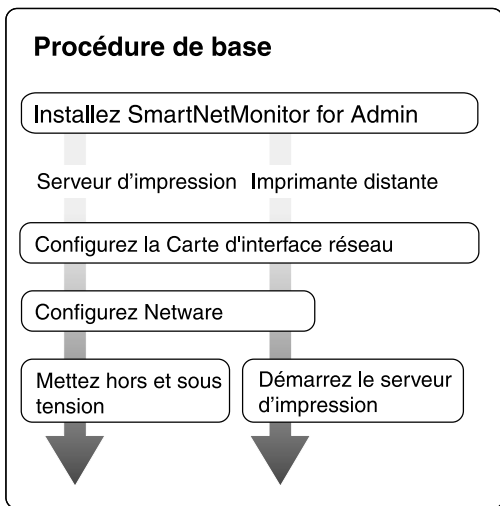 Procédure de base
Installez SmartNetMonitor for Admin
Serveur d'impression Imprimante distante
Configurez la Carte d'interface réseau
Configurez Netware
Mettez hors et sous
tension
Démarrez le serveur
d'impression